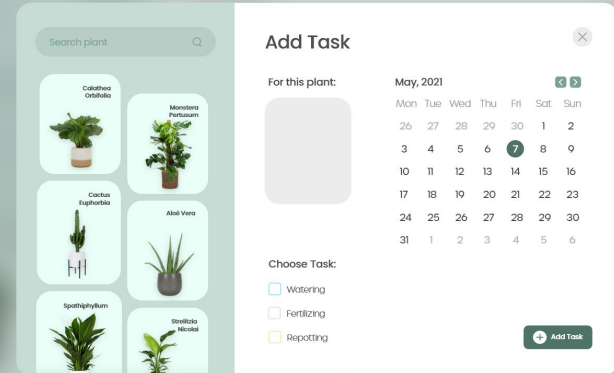 Search plant
Calathea
Orbifolia
Monstera
Pertusum
Cactus
Euphorbia
Aloë Vera
Spathiphyllum
Strelitzia
Nicolai
Add Task
For this plant:
May, 2021
Mon Tue Wed Thu Fri Sat Sun
26 27 28 29 30 1 2
3 4 5 6 7 8 9
10 11 12 13 14 15 16
17 18 19 20 21 22 23
24 25 26 27 28 29 30
31 1 2 3 4 5 6
Choose Task:
Watering
Fertilizing
Repotting
Add Task